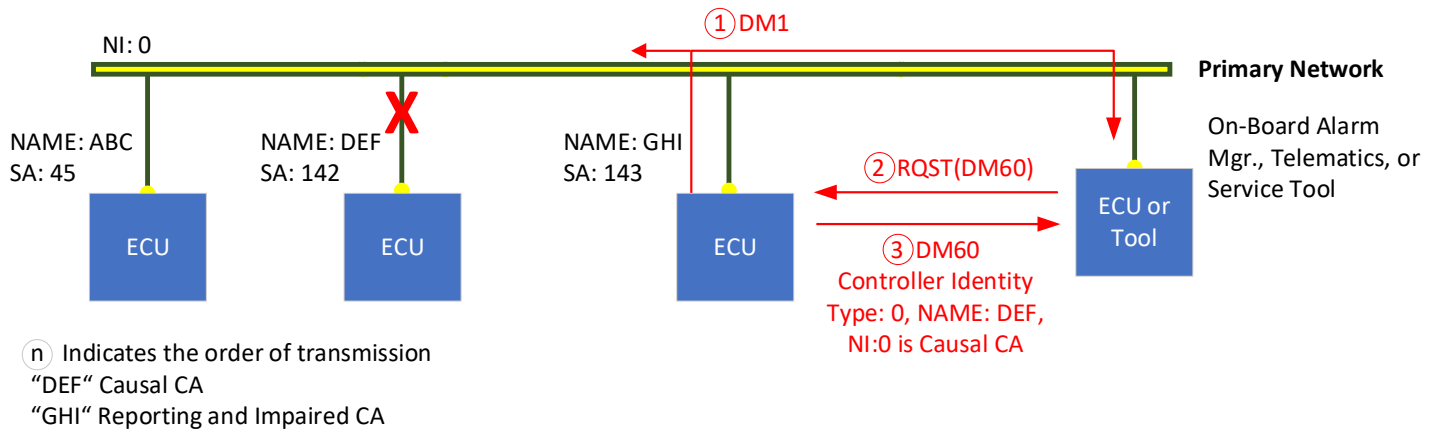 ① DM1
NI: 0
Primary Network
NAME: ABC
SA: 45
X
NAME: DEF
SA: 142
NAME: GHI
SA: 143
On-Board Alarm
Mgr., Telematics, or
Service Tool
② RQST(DM60)
ECU
ECU
ECU
ECU or
Tool
③ DM60
Controller Identity
Type: 0, NAME: DEF,
NI:0 is Causal CA
ⓝ Indicates the order of transmission
“DEF“ Causal CA
“GHI“ Reporting and Impaired CA